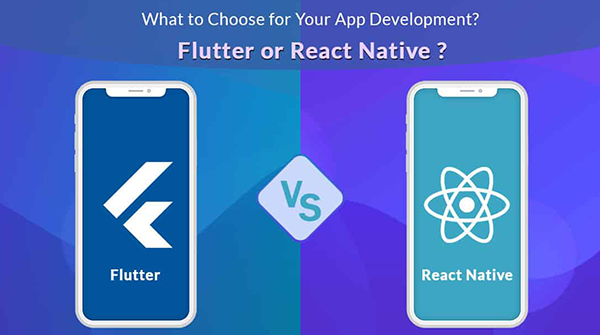 What to Choose for Your App Development?
Flutter or React Native ?
VS
Flutter
React Native